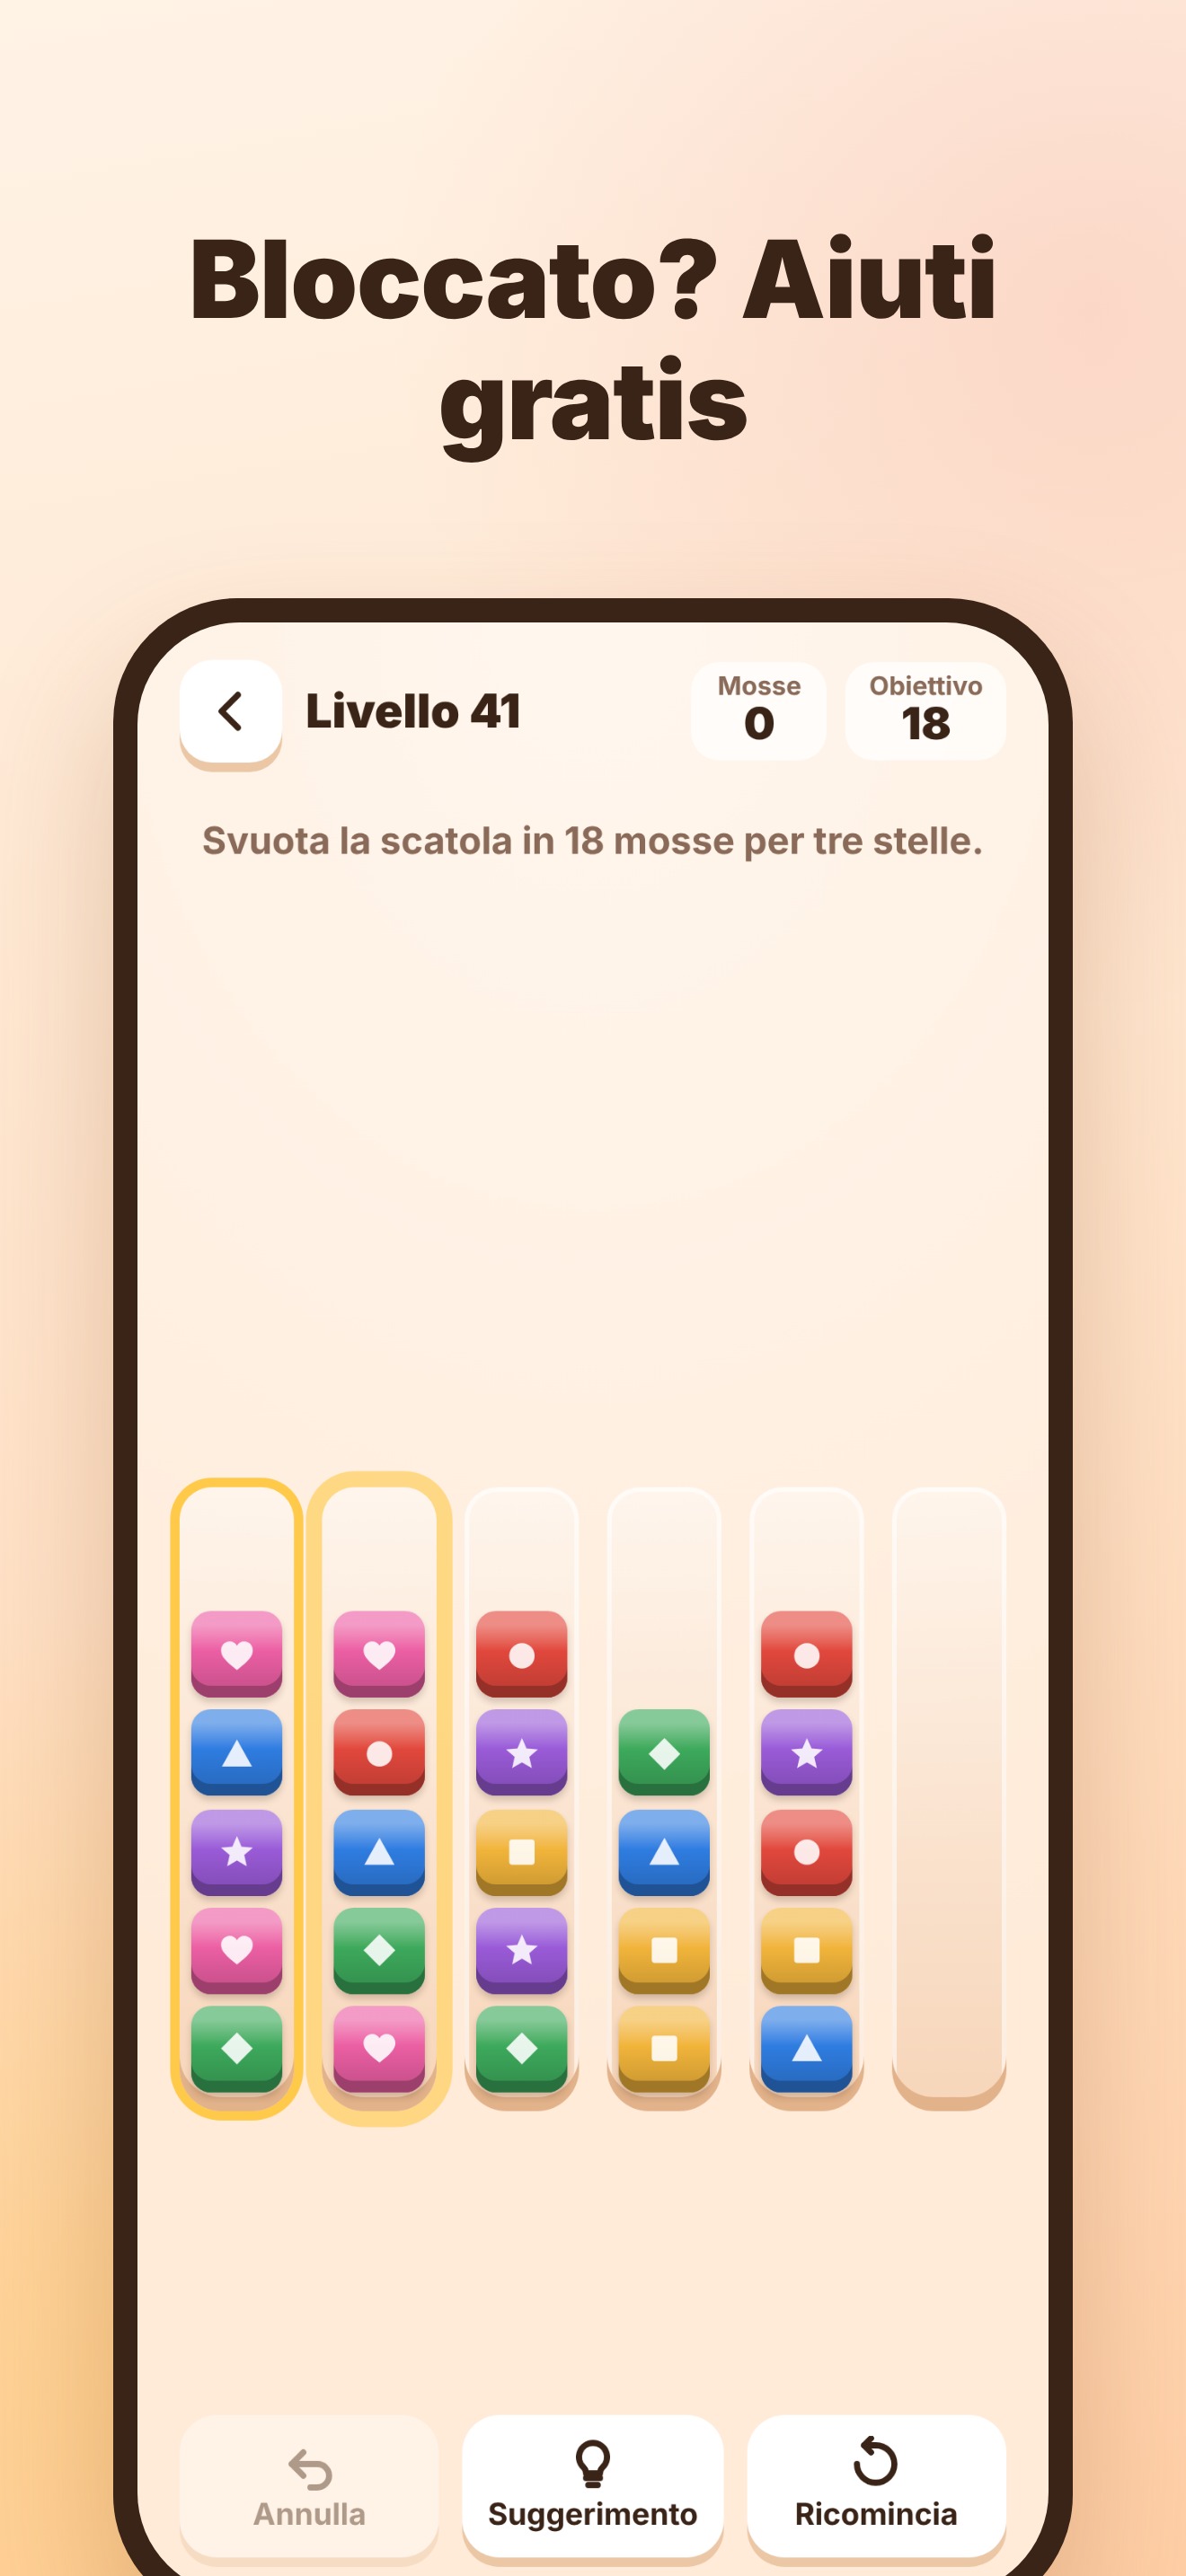 Bloccato? Aiuti
gratis
Livello 41
Mosse
0
Obiettivo
18
Svuota la scatola in 18 mosse per tre stelle.
Annulla
Suggerimento
Ricomincia